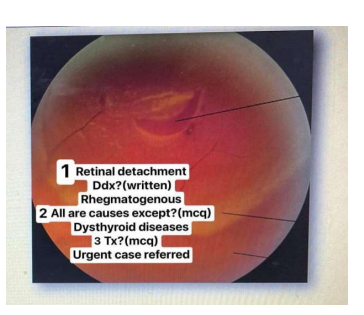 1 Retinal detachment
Ddx?(written)
Rhegmatogenous
2 All are causes except?(mcq)
Dysthyroid diseases
3 Tx?(mcq)
Urgent case referred